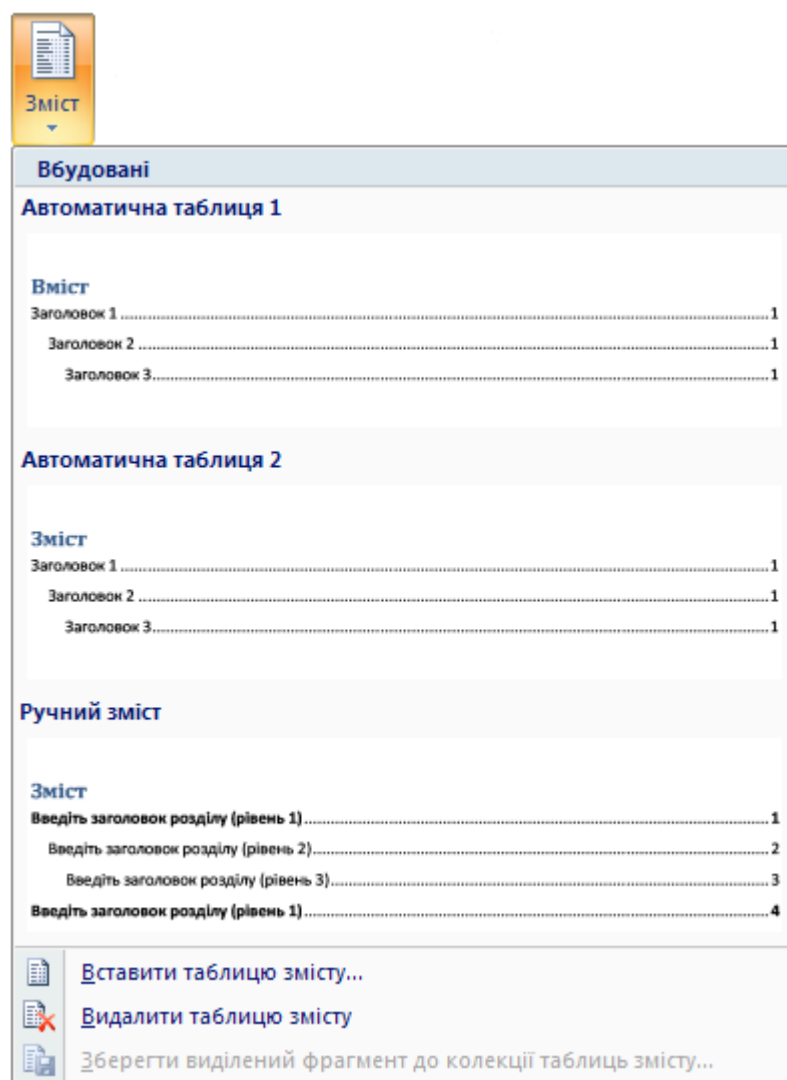 Зміст
Вбудовані
Автоматична таблиця 1
Вміст
Заголовок 1 ........ 1
Заголовок 2 ........ 1
Заголовок 3 ........ 1
Автоматична таблиця 2
Зміст
Заголовок 1 ........ 1
Заголовок 2 ........ 1
Заголовок 3 ........ 1
Ручний зміст
Зміст
Введіть заголовок розділу (рівень 1) ........ 1
Введіть заголовок розділу (рівень 2) ........ 2
Введіть заголовок розділу (рівень 3) ........ 3
Введіть заголовок розділу (рівень 1) ........ 4
Вставити таблицю змісту...
Видалити таблицю змісту
Зберегти виділений фрагмент до колекції таблиць змісту...